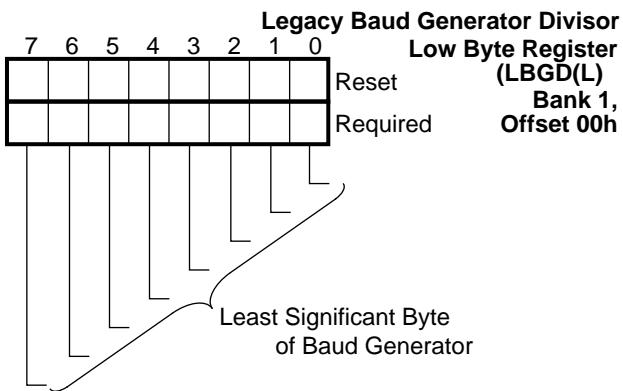 Legacy Baud Generator Divisor
7 6 5 4 3 2 1 0
Low Byte Register
(LBGD(L)
Reset
Bank 1,
Required
Offset 00h
Least Significant Byte
of Baud Generator